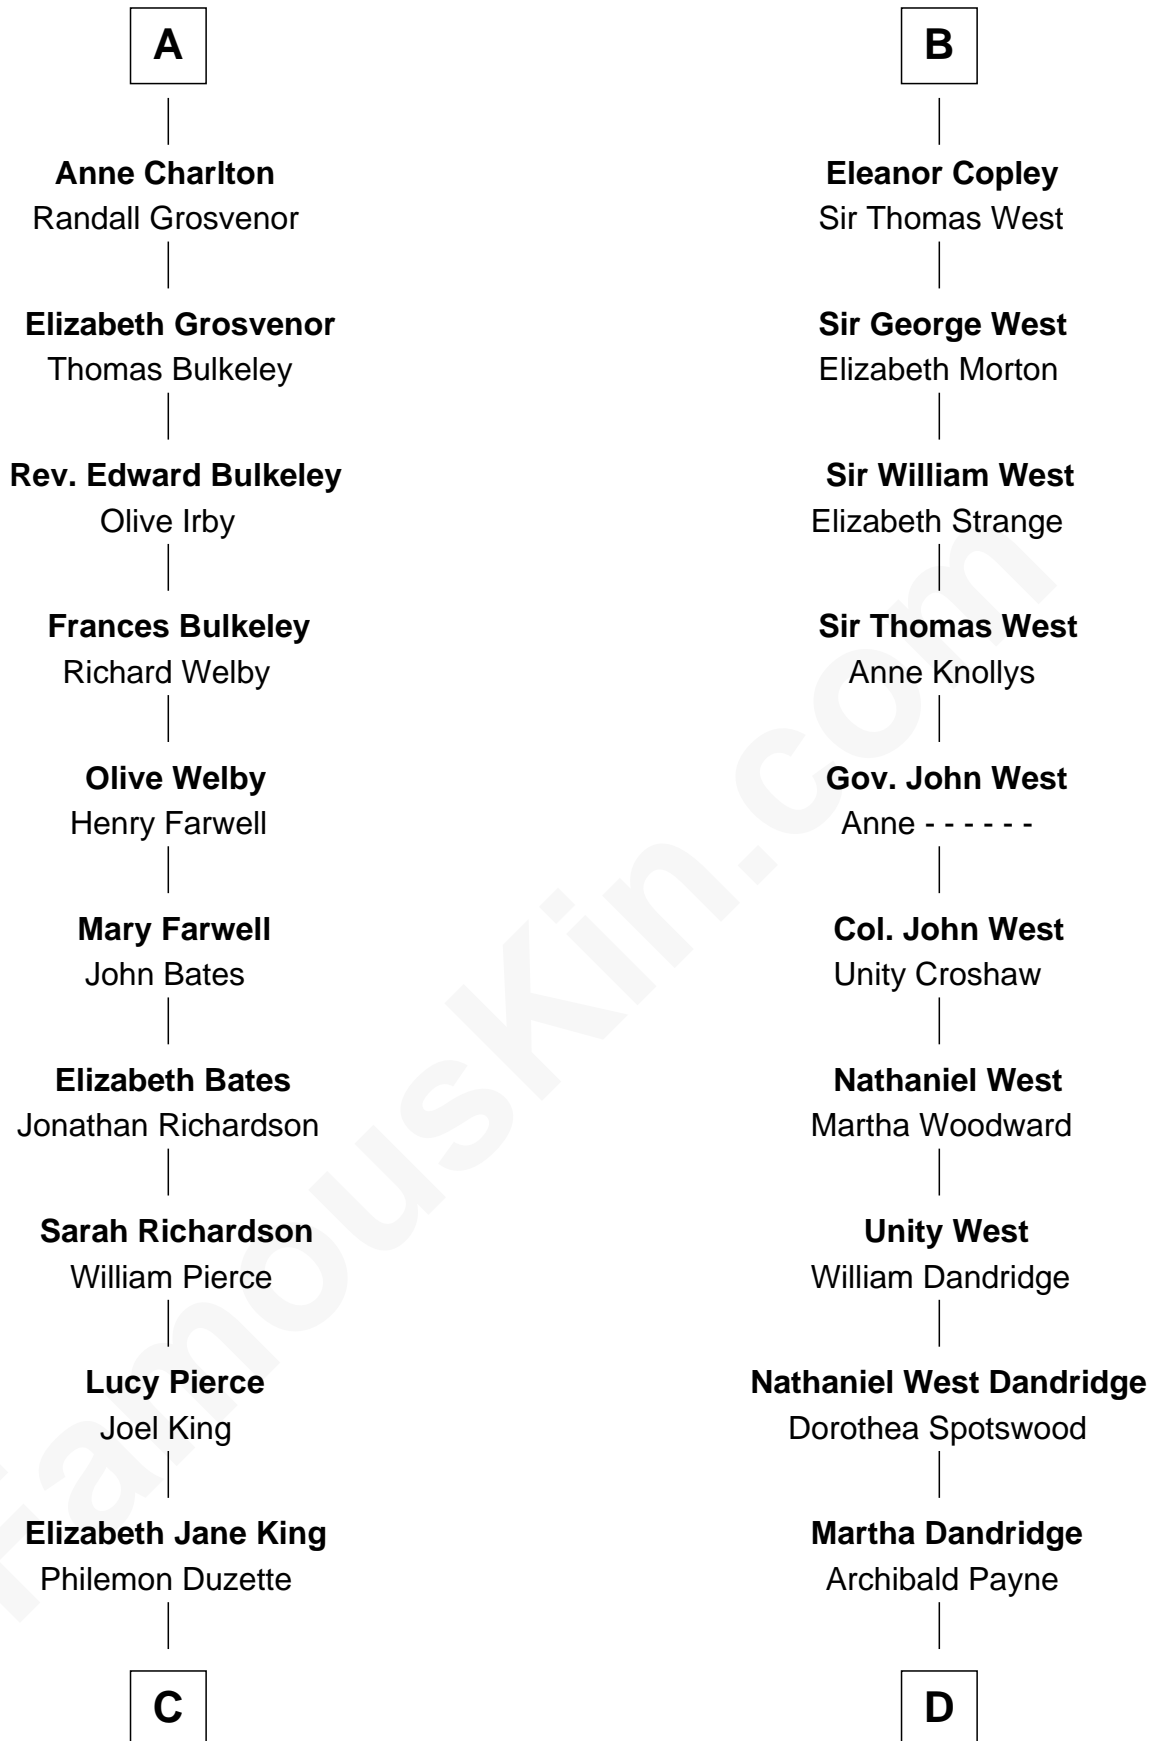 A
Anne Charlton
Randall Grosvenor
Elizabeth Grosvenor
Thomas Bulkeley
Rev. Edward Bulkeley
Olive Irby
Frances Bulkeley
Richard Welby
Olive Welby
Henry Farwell
Mary Farwell
John Bates
Elizabeth Bates
Jonathan Richardson
Sarah Richardson
William Pierce
Lucy Pierce
Joel King
Elizabeth Jane King
Philemon Duzette
C
B
Eleanor Copley
Sir Thomas West
Sir George West
Elizabeth Morton
Sir William West
Elizabeth Strange
Sir Thomas West
Anne Knollys
Gov. John West
Anne - - - - - -
Col. John West
Unity Croshaw
Nathaniel West
Martha Woodward
Unity West
William Dandridge
Nathaniel West Dandridge
Dorothea Spotswood
Martha Dandridge
Archibald Payne
D
FamousKin.com